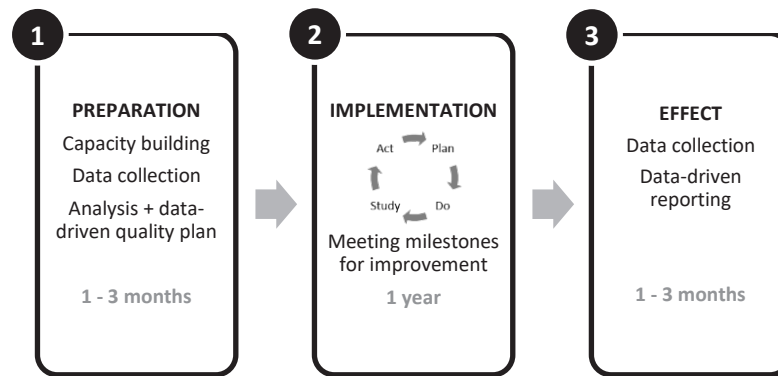 1
PREPARATION
Capacity building
Data collection
Analysis + data-
driven quality plan
1 - 3 months
2
IMPLEMENTATION
Act
Plan
Study
Do
Meeting milestones
for improvement
1 year
3
EFFECT
Data collection
Data-driven
reporting
1 - 3 months